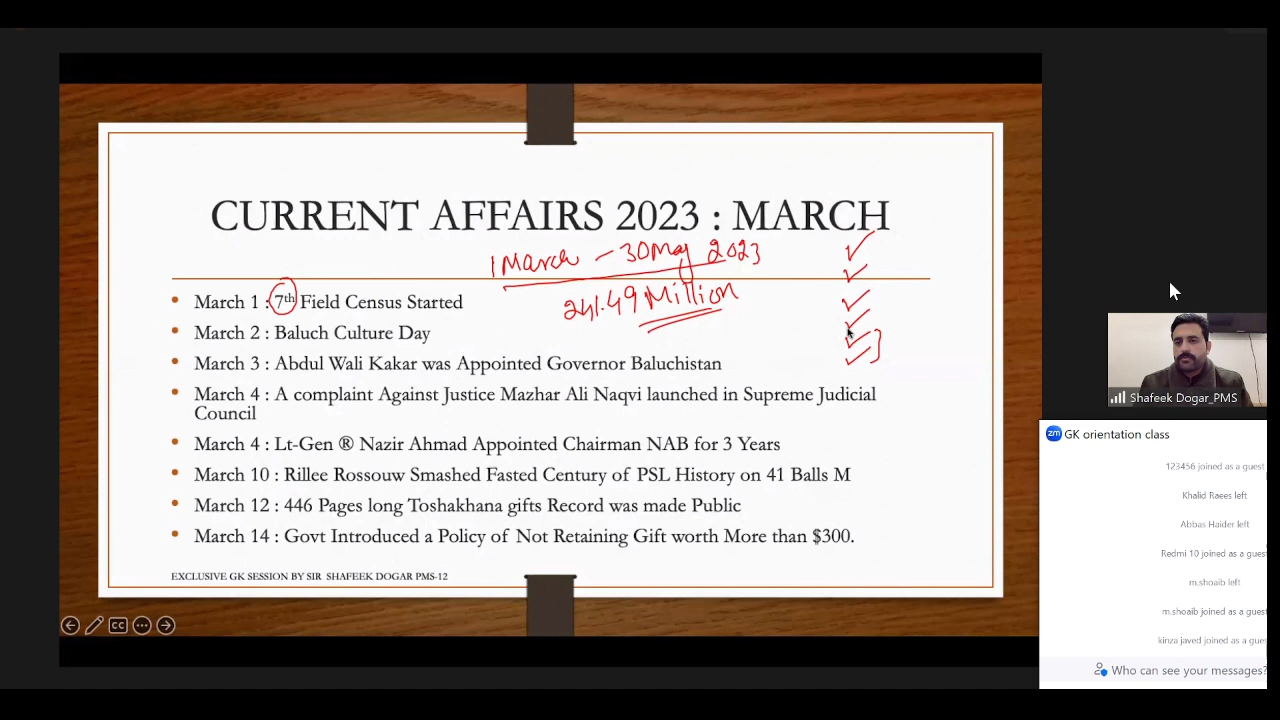 CURRENT AFFAIRS 2023 : MARCH
1 March – 30 May 2023
241.49 Million
• March 1 : 7th Field Census Started
• March 2 : Baluch Culture Day
• March 3 : Abdul Wali Kakar was Appointed Governor Baluchistan
• March 4 : A complaint Against Justice Mazhar Ali Naqvi launched in Supreme Judicial
Council
• March 4 : Lt-Gen ® Nazir Ahmad Appointed Chairman NAB for 3 Years
• March 10 : Rillee Rossouw Smashed Fasted Century of PSL History on 41 Balls M
• March 12 : 446 Pages long Toshakhana gifts Record was made Public
• March 14 : Govt Introduced a Policy of Not Retaining Gift worth More than $300.
EXCLUSIVE GK SESSION BY SIR SHAFEEK DOGAR PMS-12
CC
Shafeek Dogar_PMS
zm GK orientation class
123456 joined as a guest
Khalid Raees left
Abbas Haider left
Redmi 10 joined as a gues
m.shoaib left
m.shoaib joined as a gues
kinza javed joined as a gue
Who can see your messages?